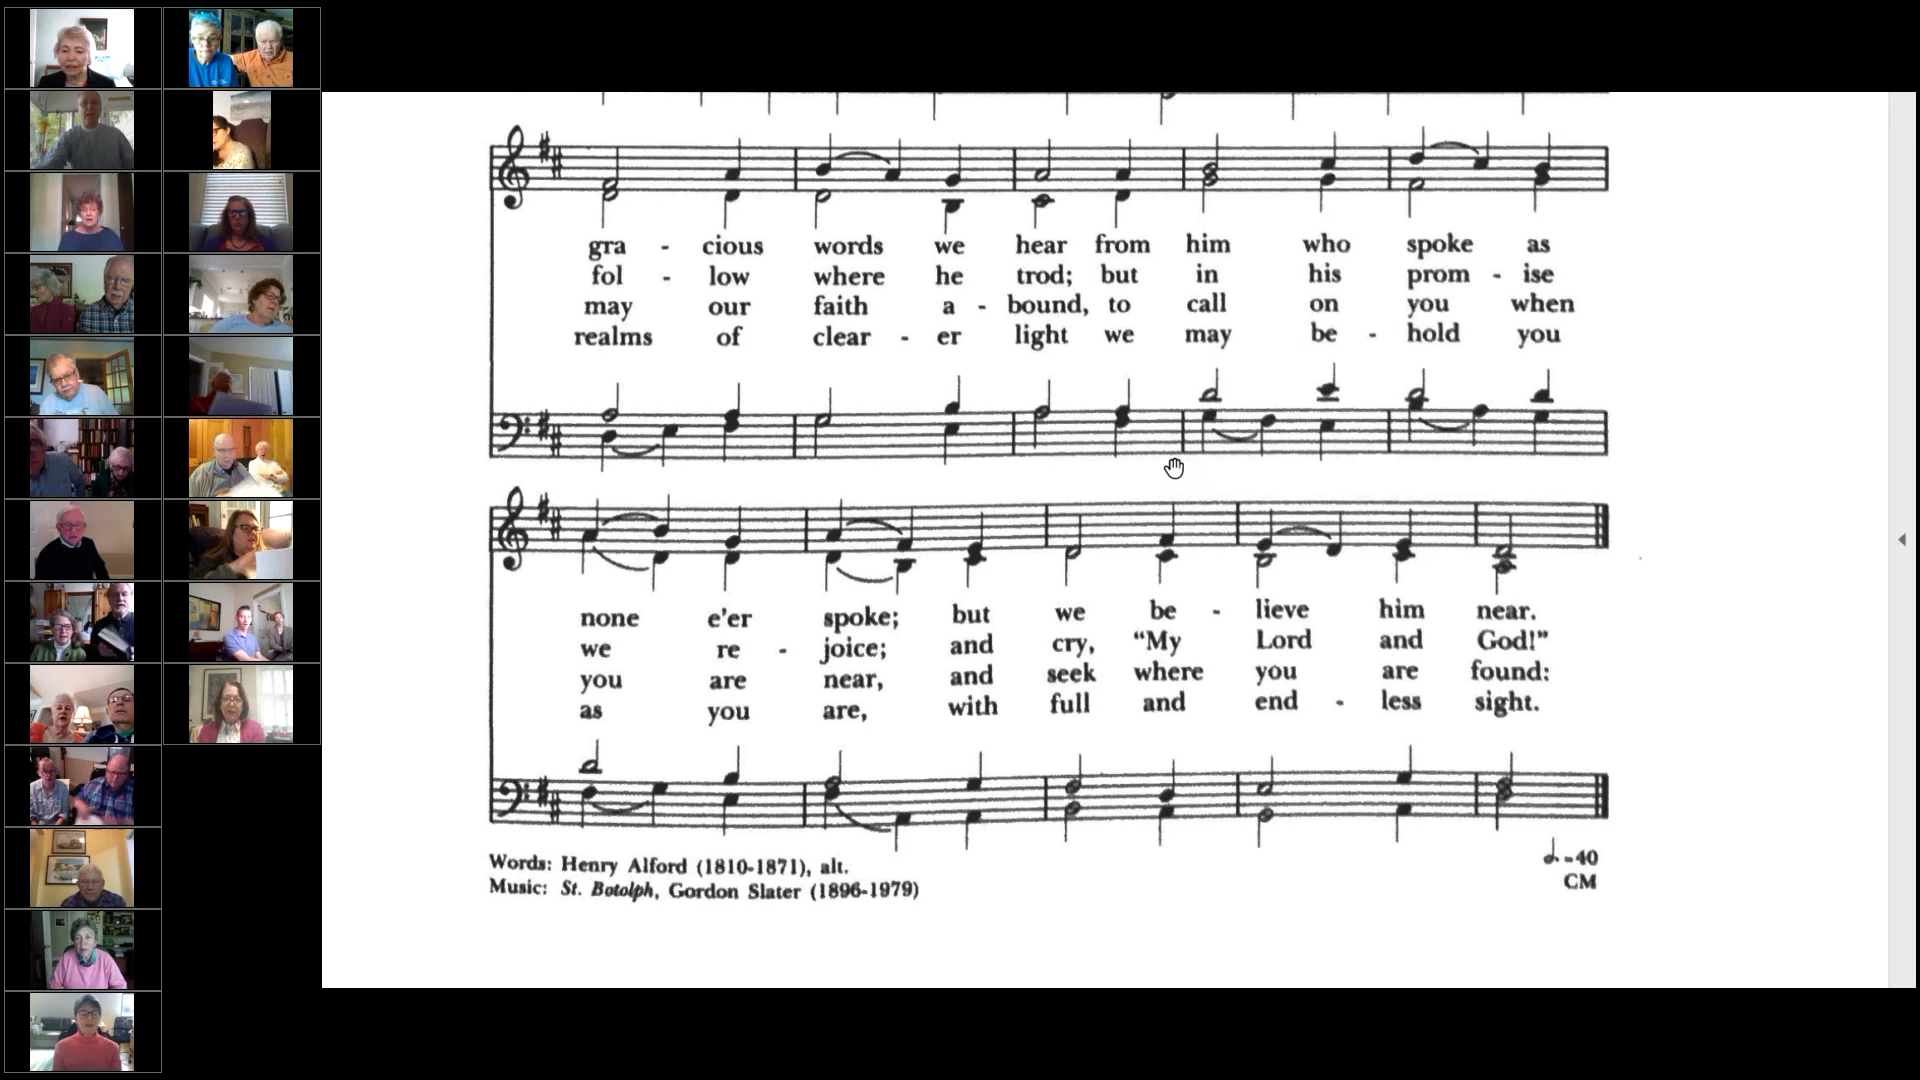 gra - cious words we hear from him who spoke as
fol - low where he trod; but in his prom - ise
may our faith a - bound, to call on you when
realms of clear - er light we may be - hold you
none e'er spoke; but we be - lieve him near.
we re - joice; and cry, “My Lord and God!”
you are near, and seek where you are found:
as you are, with full and end - less sight.
Words: Henry Alford (1810-1871), alt.
Music: St. Botolph, Gordon Slater (1896-1979)
𝅗𝅥 = 40
CM